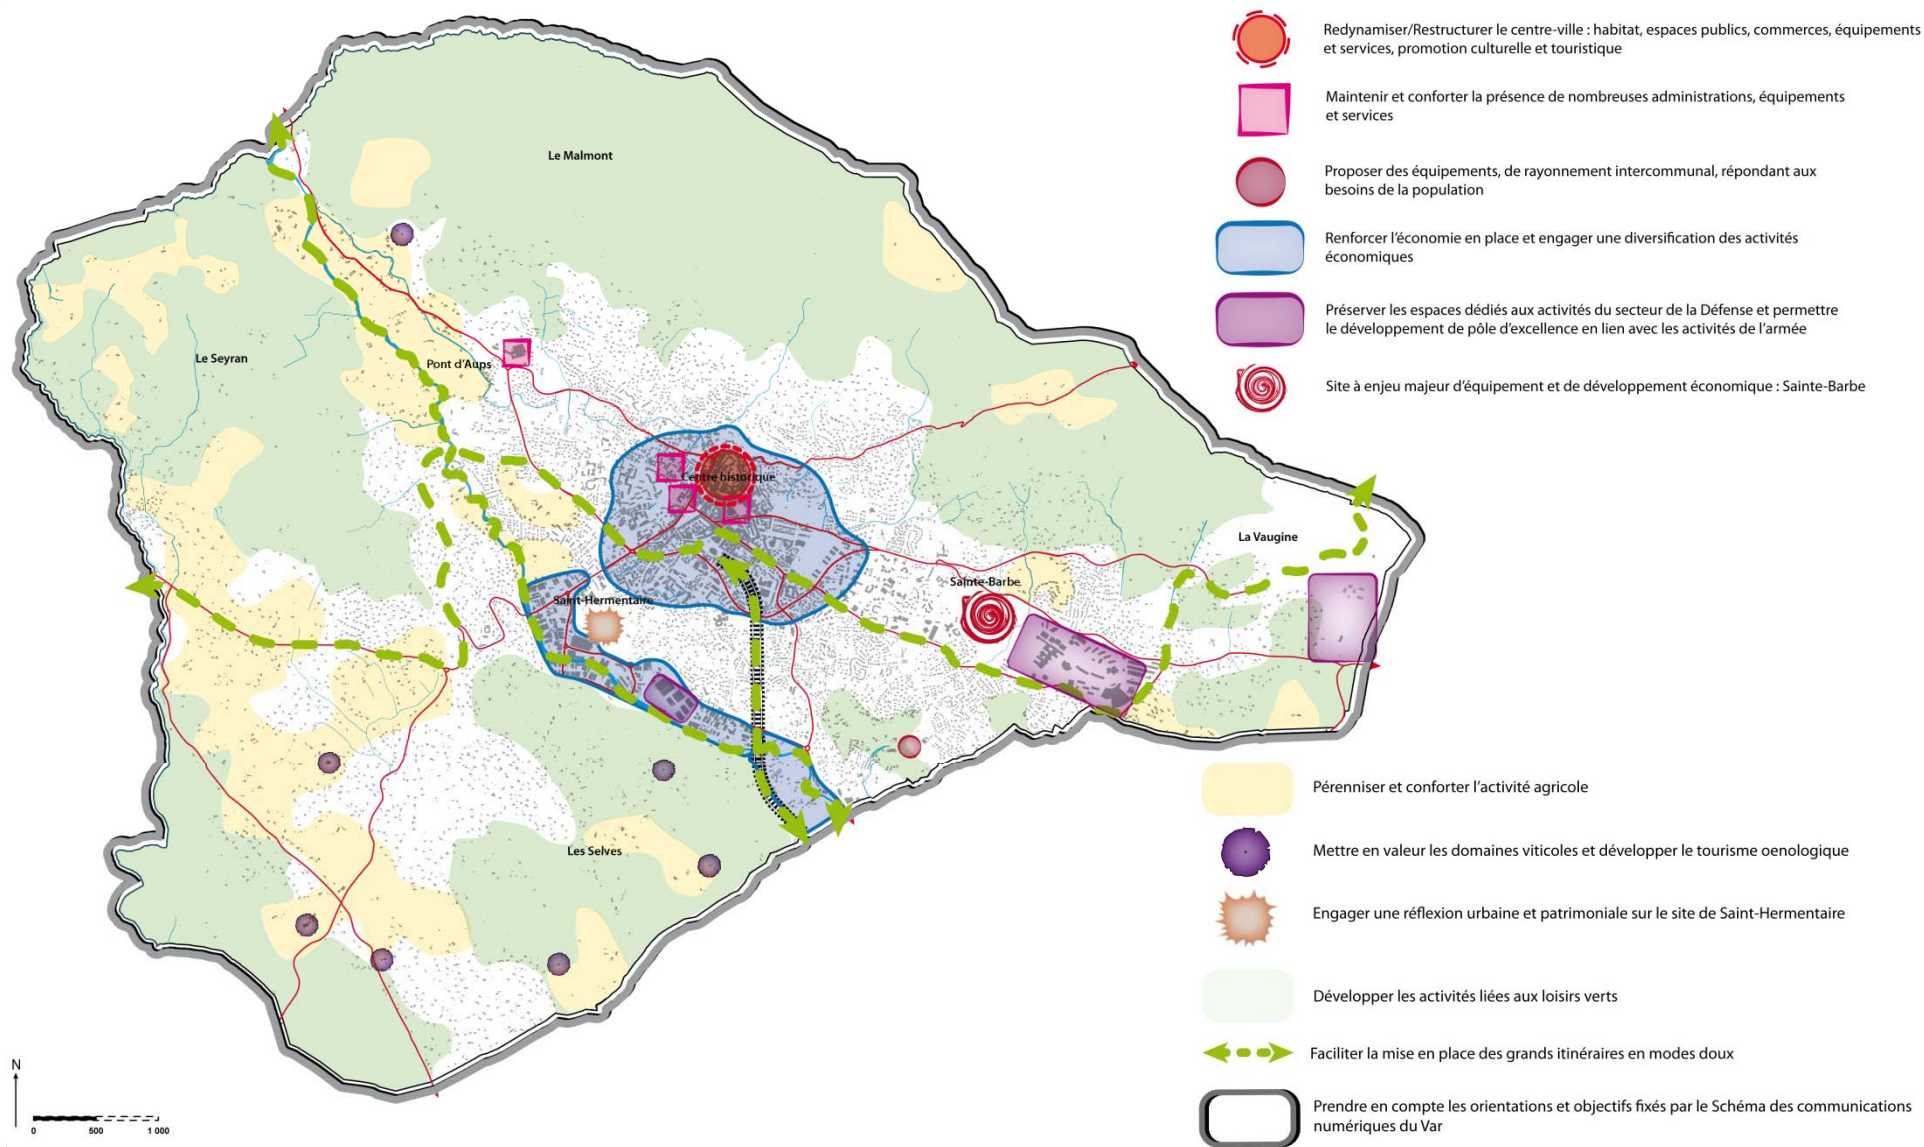 Redynamiser/Restructurer le centre-ville : habitat, espaces publics, commerces, équipements
et services, promotion culturelle et touristique
Maintenir et conforter la présence de nombreuses administrations, équipements
et services
Proposer des équipements, de rayonnement intercommunal, répondant aux
besoins de la population
Renforcer l'économie en place et engager une diversification des activités
économiques
Préserver les espaces dédiés aux activités du secteur de la Défense et permettre
le développement de pôle d'excellence en lien avec les activités de l'armée
Site à enjeu majeur d'équipement et de développement économique : Sainte-Barbe
Le Malmont
Le Seyran
Pont d'Aups
Centre historique
La Vaugine
Sainte-Barbe
Saint-Hermentaire
Les Selves
Pérenniser et conforter l'activité agricole
Mettre en valeur les domaines viticoles et développer le tourisme oenologique
Engager une réflexion urbaine et patrimoniale sur le site de Saint-Hermentaire
Développer les activités liées aux loisirs verts
Faciliter la mise en place des grands itinéraires en modes doux
Prendre en compte les orientations et objectifs fixés par le Schéma des communications
numériques du Var
N
0 500 1 000